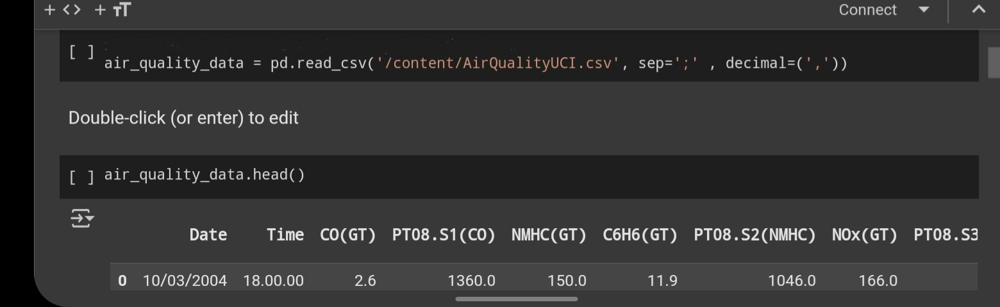 + <> + TT
Connect
[ ] air_quality_data = pd.read_csv('/content/AirQualityUCI.csv', sep=';' , decimal=(','))
Double-click (or enter) to edit
[ ] air_quality_data.head()
Date Time CO(GT) PT08.S1(CO) NMHC(GT) C6H6(GT) PT08.S2(NMHC) NOx(GT) PT08.S3
0 10/03/2004 18.00.00 2.6 1360.0 150.0 11.9 1046.0 166.0